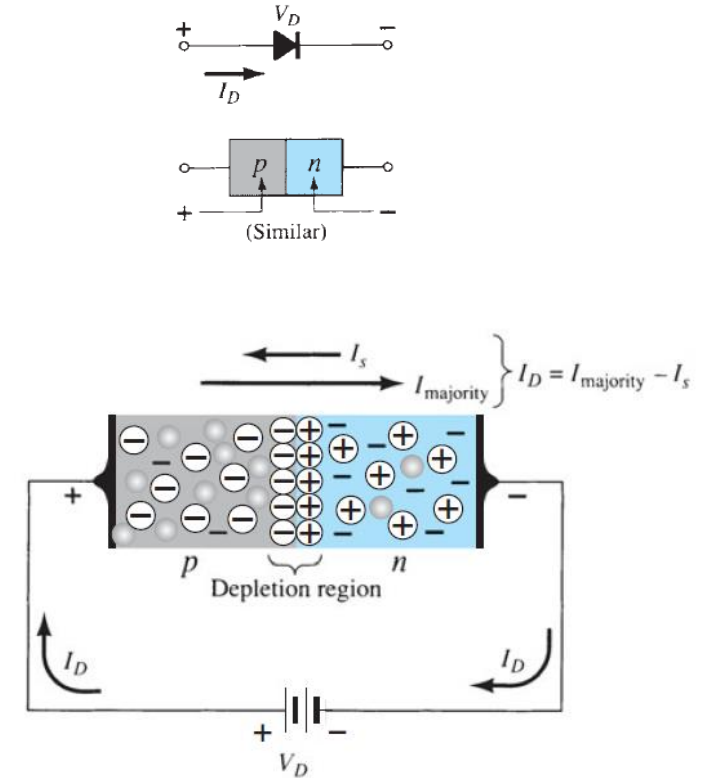 + V_D −
I_D
p n
+ −
(Similar)
I_s
I_majority } I_D = I_majority − I_s
+ −
p n
Depletion region
I_D I_D
+ −
V_D